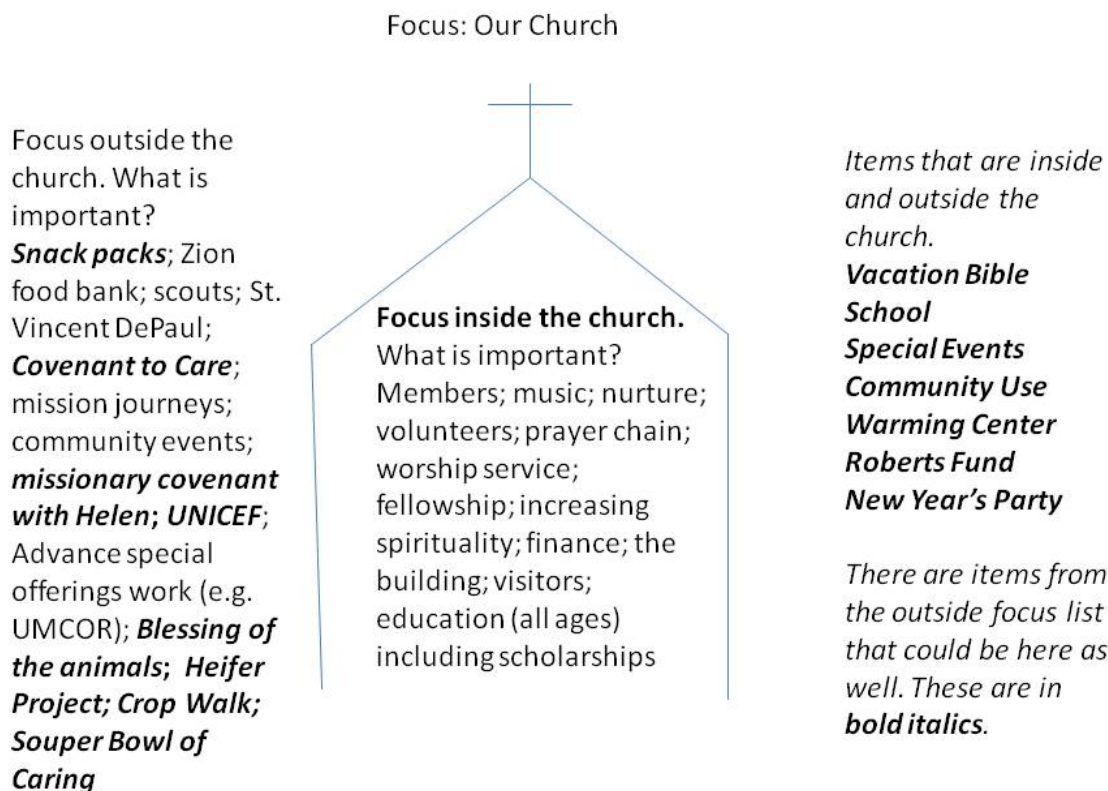 Focus: Our Church
Focus outside the
church. What is
important?
Snack packs; Zion
food bank; scouts; St.
Vincent DePaul;
Covenant to Care;
mission journeys;
community events;
missionary covenant
with Helen; UNICEF;
Advance special
offerings work (e.g.
UMCOR); Blessing of
the animals; Heifer
Project; Crop Walk;
Souper Bowl of
Caring
Focus inside the church.
What is important?
Members; music; nurture;
volunteers; prayer chain;
worship service;
fellowship; increasing
spirituality; finance; the
building; visitors;
education (all ages)
including scholarships
Items that are inside
and outside the
church.
Vacation Bible
School
Special Events
Community Use
Warming Center
Roberts Fund
New Year’s Party
There are items from
the outside focus list
that could be here as
well. These are in
bold italics.